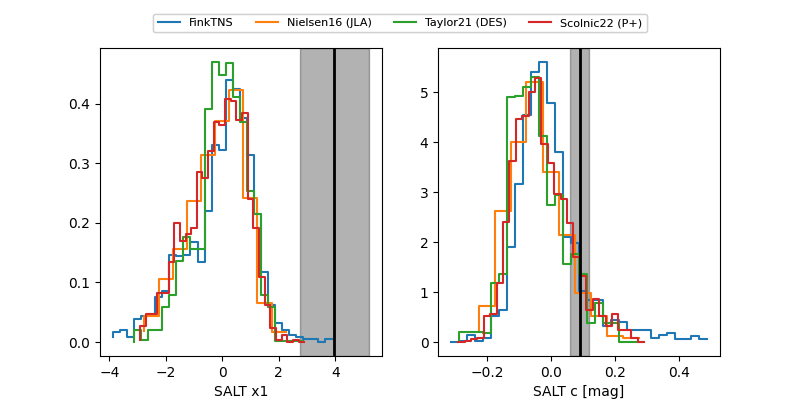 FinkTNS Nielsen16 (JLA) Taylor21 (DES) Scolnic22 (P+)
0.4
0.3
0.2
0.1
0.0
−4 −2 0 2 4
SALT x1
5
4
3
2
1
0
−0.2 0.0 0.2 0.4
SALT c [mag]